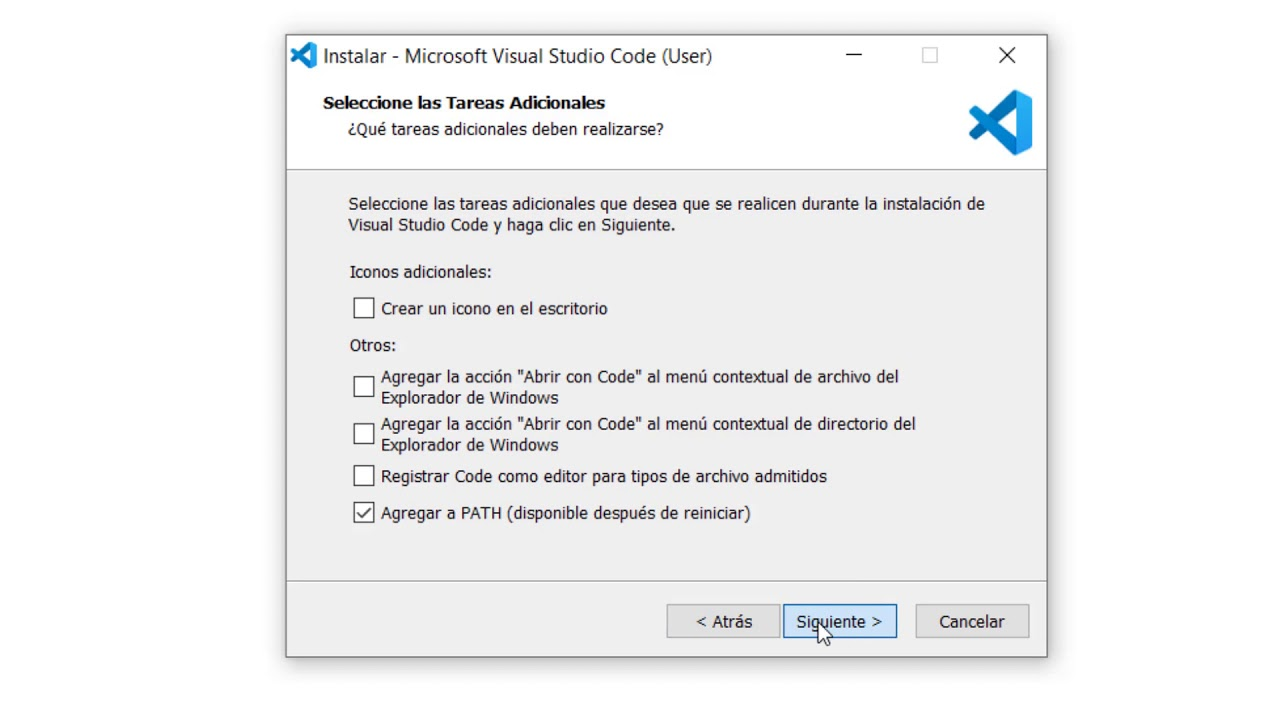 Instalar - Microsoft Visual Studio Code (User)
Seleccione las Tareas Adicionales
¿Qué tareas adicionales deben realizarse?
Seleccione las tareas adicionales que desea que se realicen durante la instalación de
Visual Studio Code y haga clic en Siguiente.
Iconos adicionales:
Crear un icono en el escritorio
Otros:
Agregar la acción "Abrir con Code" al menú contextual de archivo del
Explorador de Windows
Agregar la acción "Abrir con Code" al menú contextual de directorio del
Explorador de Windows
Registrar Code como editor para tipos de archivo admitidos
Agregar a PATH (disponible después de reiniciar)
< Atrás
Siguiente >
Cancelar